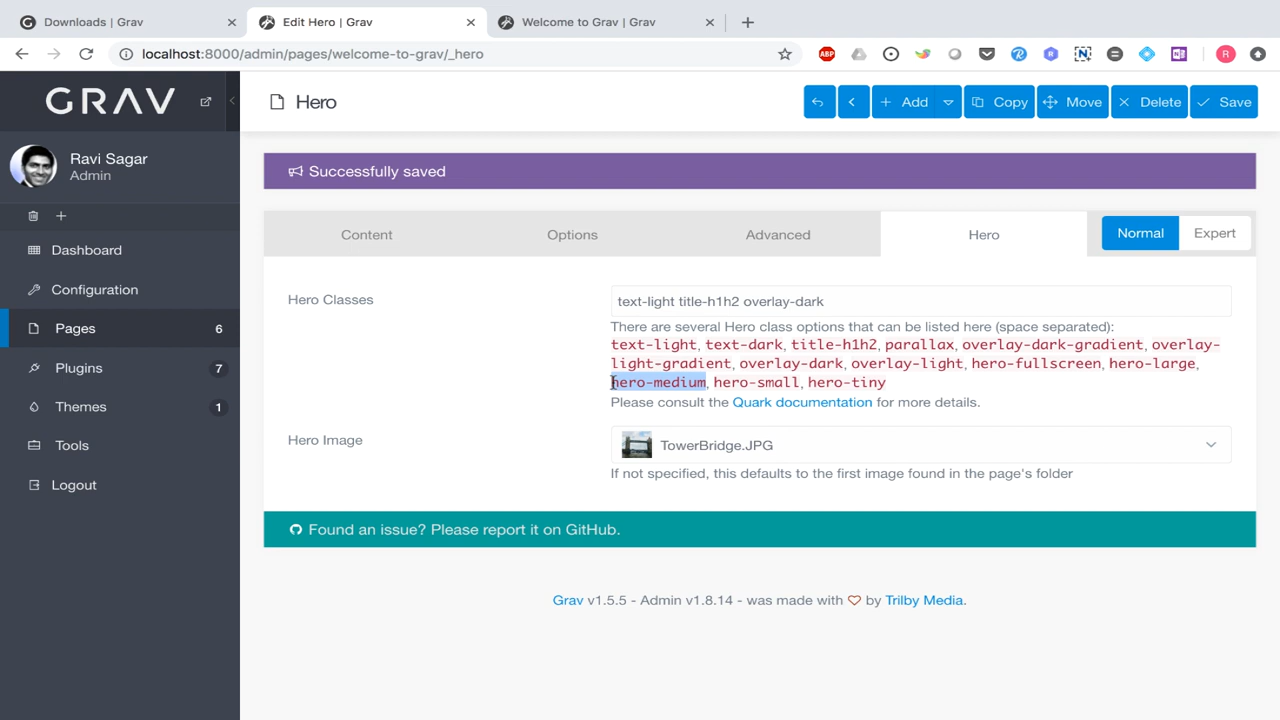 Downloads | Grav
Edit Hero | Grav
Welcome to Grav | Grav
localhost:8000/admin/pages/welcome-to-grav/_hero
ABP
R
GRAV
Ravi Sagar
Admin
Dashboard
Configuration
Pages 6
Plugins 7
Themes 1
Tools
Logout
Hero
Add
Copy
Move
Delete
Save
Successfully saved
Content
Options
Advanced
Hero
Normal
Expert
Hero Classes
text-light title-h1h2 overlay-dark
There are several Hero class options that can be listed here (space separated):
text-light, text-dark, title-h1h2, parallax, overlay-dark-gradient, overlay-
light-gradient, overlay-dark, overlay-light, hero-fullscreen, hero-large,
hero-medium, hero-small, hero-tiny
Please consult the Quark documentation for more details.
Hero Image
TowerBridge.JPG
If not specified, this defaults to the first image found in the page's folder
Found an issue? Please report it on GitHub.
Grav v1.5.5 - Admin v1.8.14 - was made with by Trilby Media.